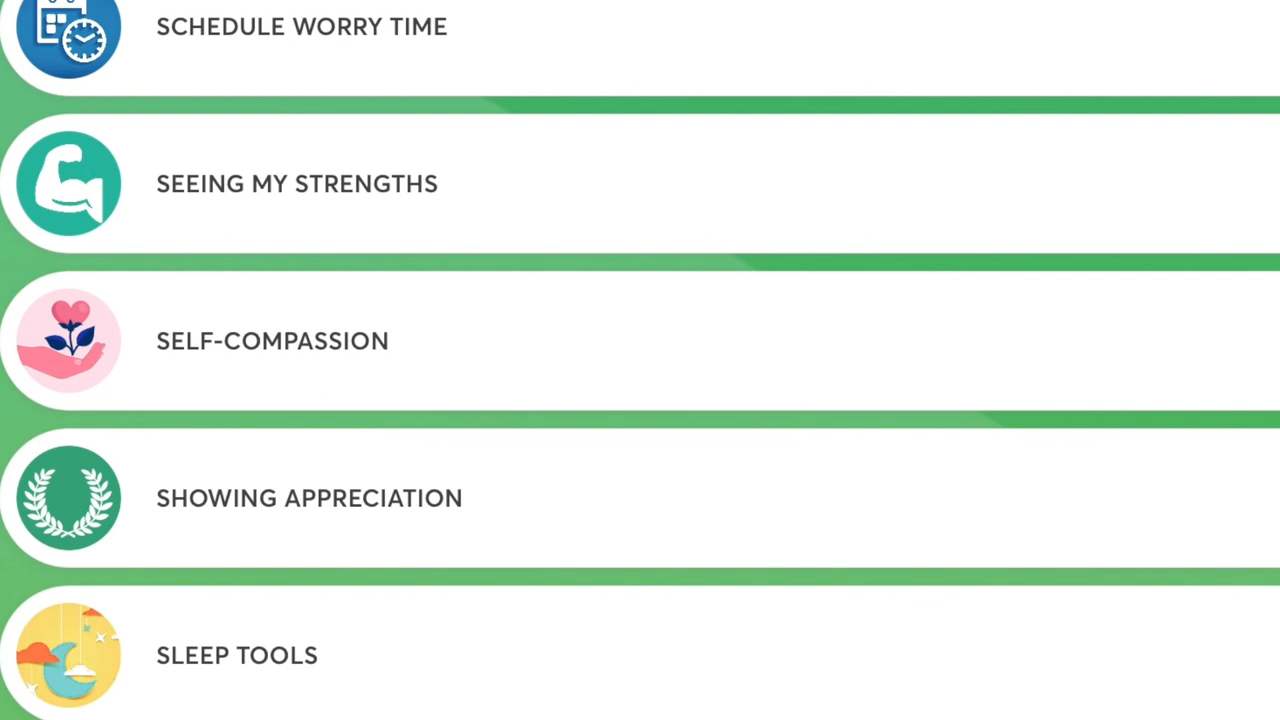 SCHEDULE WORRY TIME
SEEING MY STRENGTHS
SELF-COMPASSION
SHOWING APPRECIATION
SLEEP TOOLS